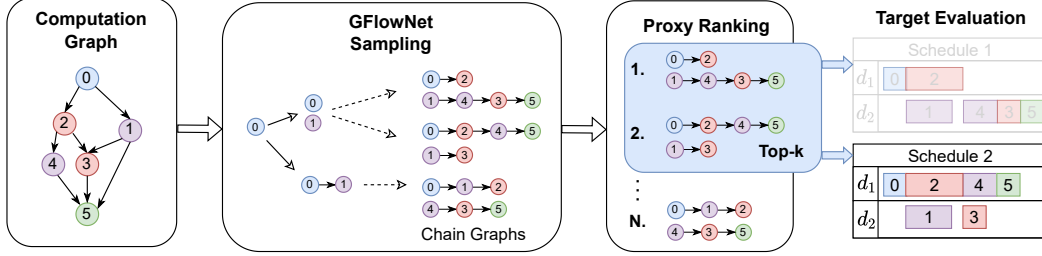 Computation
Graph
0
2
1
4
3
5
GFlowNet
Sampling
0
0
1
0 1
0 2
1 4 3 5
0 2 4 5
1 3
0 1 2
4 3 5
Chain Graphs
Proxy Ranking
1.
0 2
1 4 3 5
2.
0 2 4 5
1 3
Top-k
N.
0 1 2
4 3 5
Target Evaluation
Schedule 1
d1 0 2
d2 1 4 3 5
Schedule 2
d1 0 2 4 5
d2 1 3